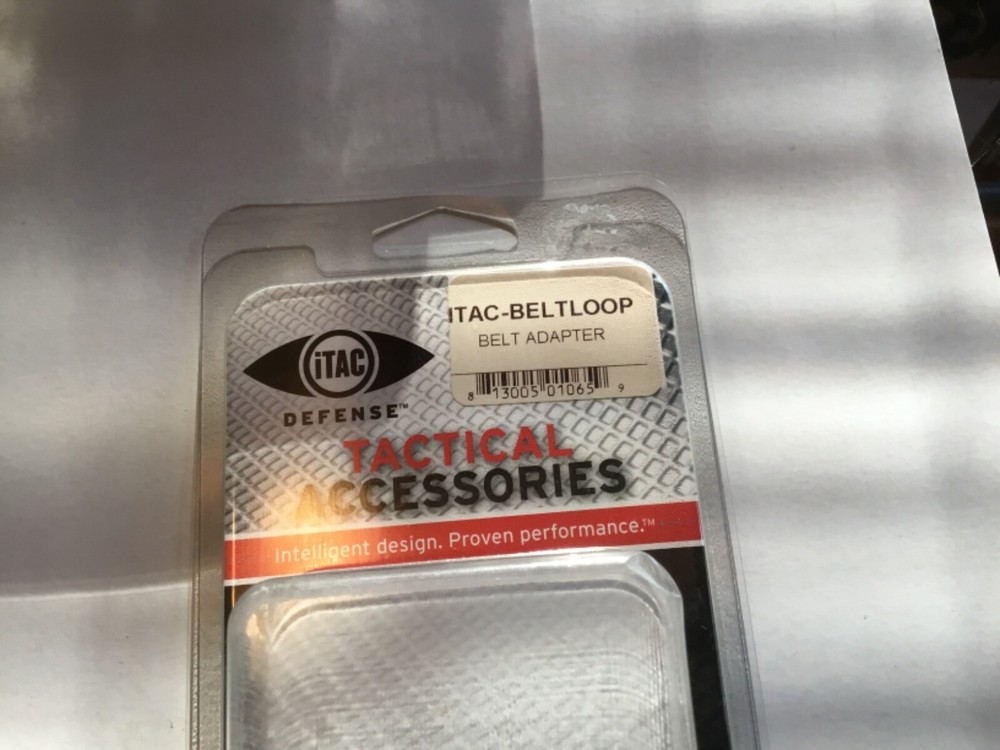 ITAC-BELTLOOP
BELT ADAPTER
8 13005 01065 9
iTAC
DEFENSE™
TACTICAL
ACCESSORIES
Intelligent design. Proven performance.™